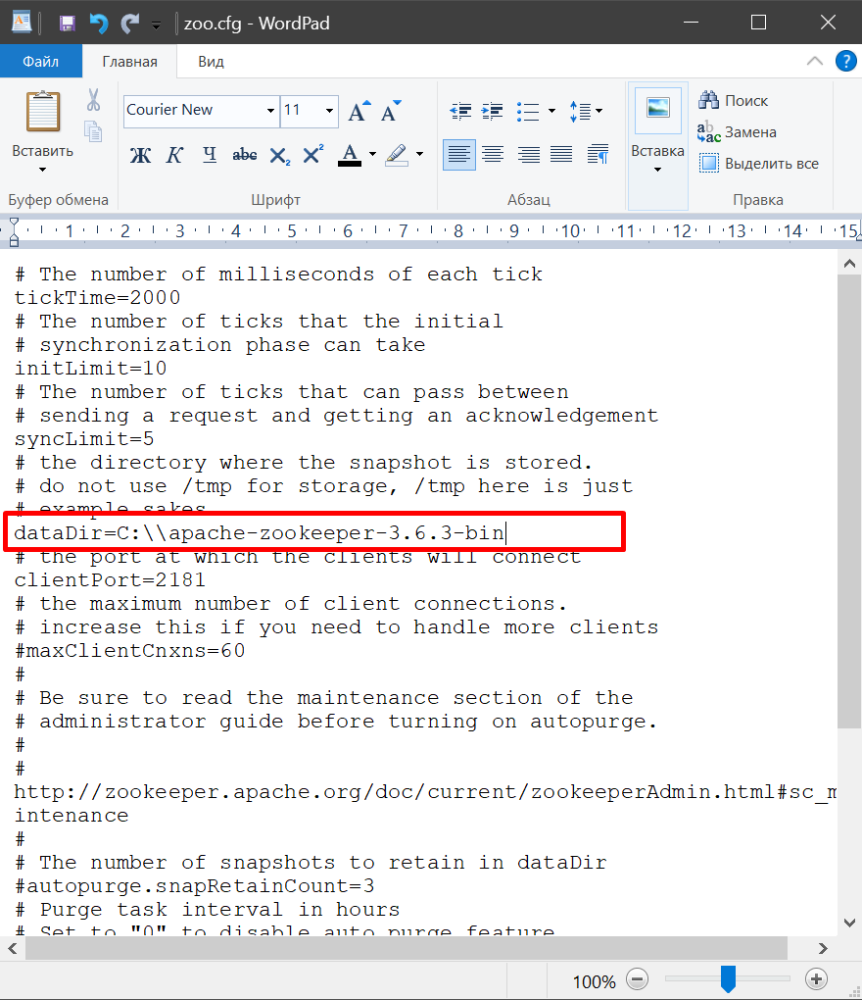 zoo.cfg - WordPad
Файл Главная Вид
Вставить
Буфер обмена
Courier New 11
Ж К Ч abc X₂ X² A
Шрифт
Абзац
Вставка
Поиск
Замена
Выделить все
Правка
1 2 3 4 5 6 7 8 9 10 11 12 13 14 15
# The number of milliseconds of each tick
tickTime=2000
# The number of ticks that the initial
# synchronization phase can take
initLimit=10
# The number of ticks that can pass between
# sending a request and getting an acknowledgement
syncLimit=5
# the directory where the snapshot is stored.
# do not use /tmp for storage, /tmp here is just
# example sakes
dataDir=C:\\apache-zookeeper-3.6.3-bin
# the port at which the clients will connect
clientPort=2181
# the maximum number of client connections.
# increase this if you need to handle more clients
#maxClientCnxns=60
#
# Be sure to read the maintenance section of the
# administrator guide before turning on autopurge.
#
#
http://zookeeper.apache.org/doc/current/zookeeperAdmin.html#sc_m
intenance
#
# The number of snapshots to retain in dataDir
#autopurge.snapRetainCount=3
# Purge task interval in hours
# Set to "0" to disable auto purge feature
100%